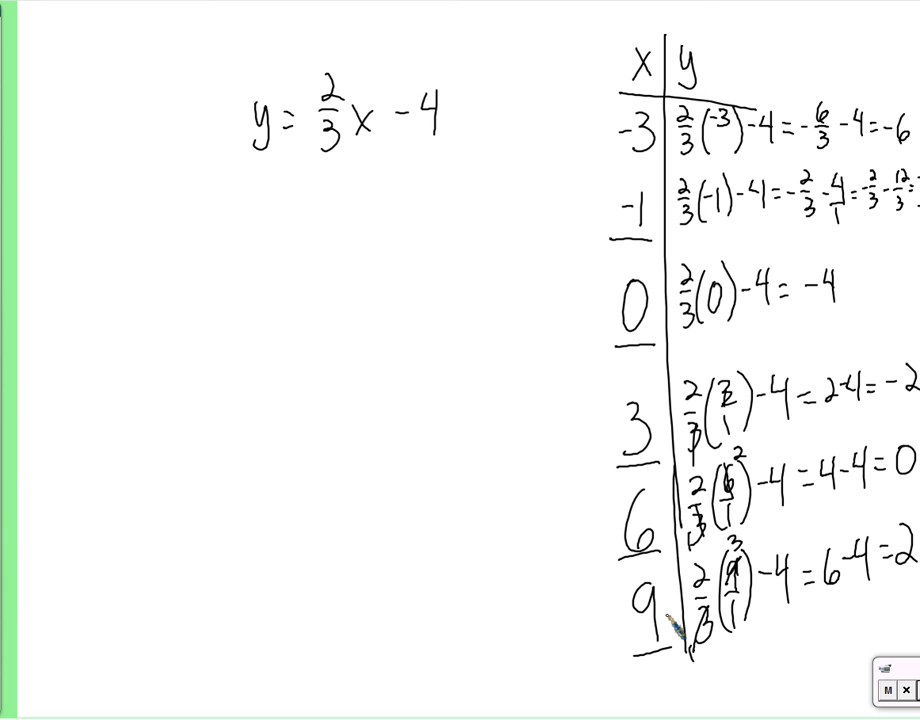 y = 2/3 x - 4
x | y
-3 | 2/3 (-3) - 4 = - 6/3 - 4 = -6
-1 | 2/3 (-1) - 4 = - 2/3 - 4/1 = - 2/3 - 12/3 =
0 | 2/3 (0) - 4 = -4
3 | 2/3 (3/1) - 4 = 2 - 4 = -2
6 | 2/3 (6/1) - 4 = 4 - 4 = 0
9 | 2/3 (9/1) - 4 = 6 - 4 = 2
M ×